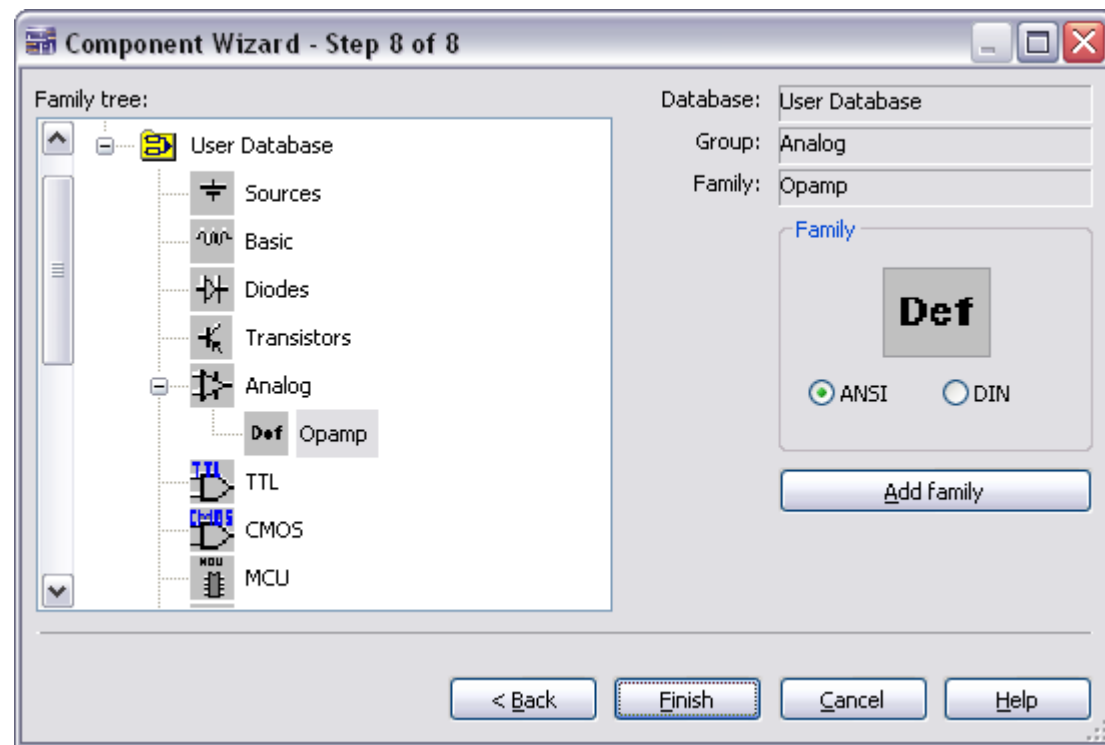 Component Wizard - Step 8 of 8
Family tree:
User Database
Sources
Basic
Diodes
Transistors
Analog
Def Opamp
TTL TTL
CMOS CMOS
MCU MCU
Database: User Database
Group: Analog
Family: Opamp
Family
Def
ANSI DIN
Add family
< Back Finish Cancel Help